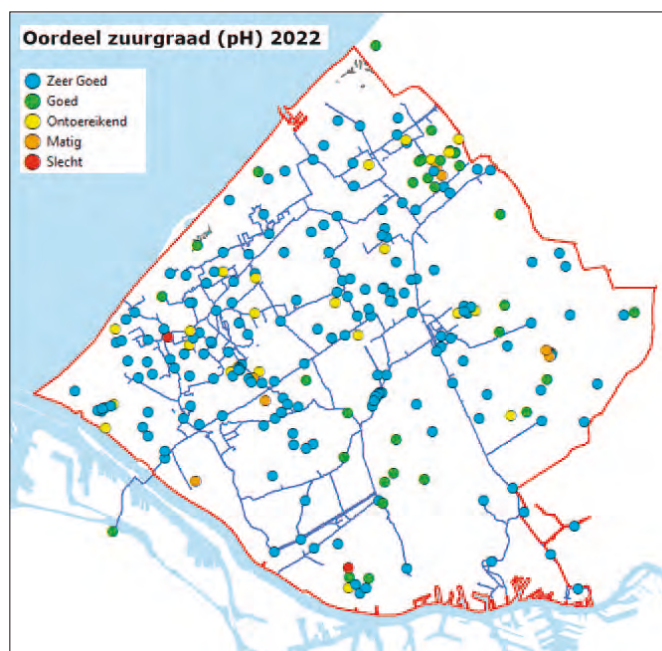 Oordeel zuurgraad (pH) 2022
Zeer Goed
Goed
Ontoereikend
Matig
Slecht